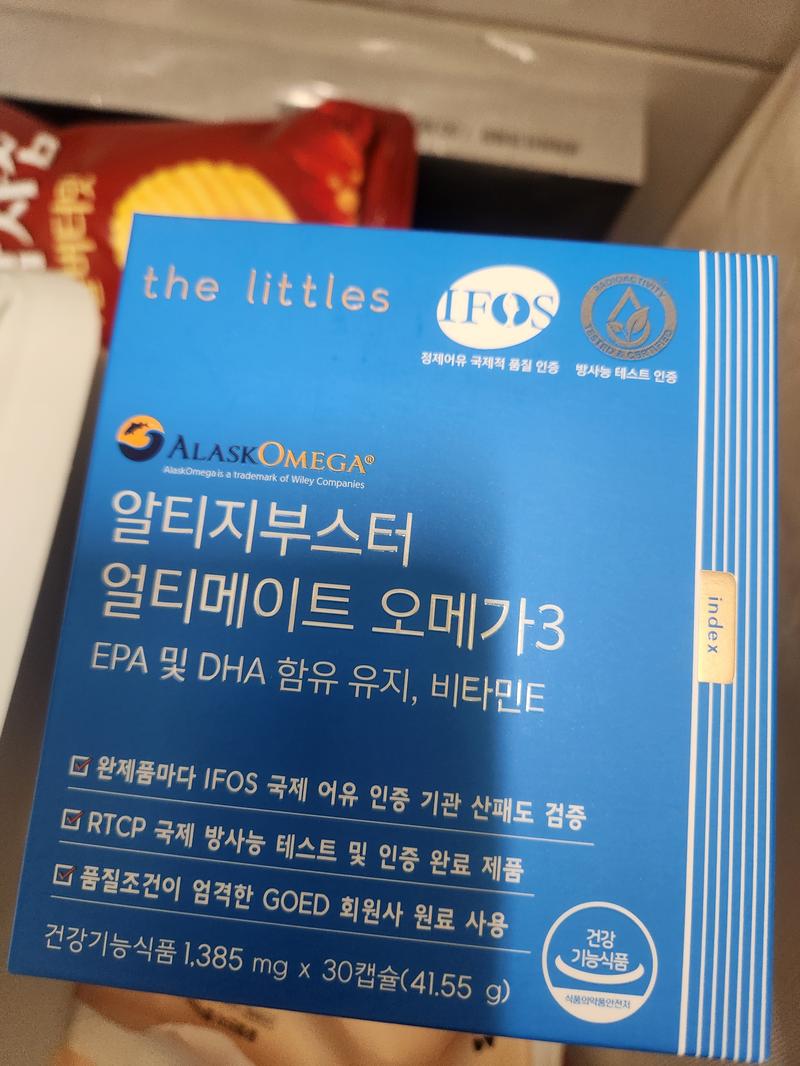 the littles
IFOS
정제어유 국제적 품질 인증
RADIOACTIVITY
TESTED & CERTIFIED
방사능 테스트 인증
ALASKOMEGA®
AlaskOmega is a trademark of Wiley Companies
알티지부스터
얼티메이트 오메가3
EPA 및 DHA 함유 유지, 비타민E
index
완제품마다 IFOS 국제 어유 인증 기관 산패도 검증
RTCP 국제 방사능 테스트 및 인증 완료 제품
품질조건이 엄격한 GOED 회원사 원료 사용
건강기능식품 1,385 mg x 30캡슐(41.55 g)
건강
기능식품
식품의약품안전처